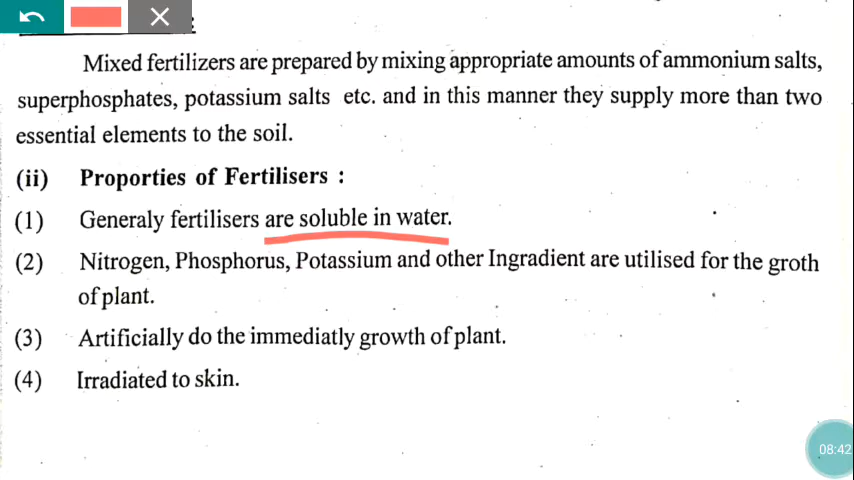 Mixed fertilizers are prepared by mixing appropriate amounts of ammonium salts,
superphosphates, potassium salts etc. and in this manner they supply more than two
essential elements to the soil.
(ii) Proporties of Fertilisers :
(1) Generaly fertilisers are soluble in water.
(2) Nitrogen, Phosphorus, Potassium and other Ingradient are utilised for the groth
of plant.
(3) Artificially do the immediatly growth of plant.
(4) Irradiated to skin.
08:42